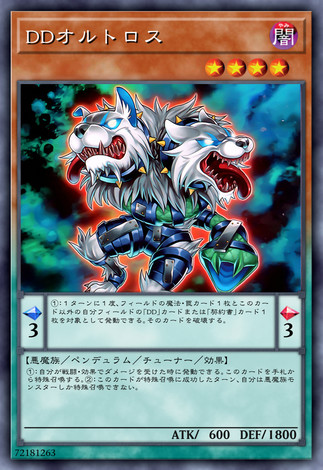 DDオルトロス
やみ
闇
①:1ターンに1度、フィールドの魔法・罠カード1枚とこのカー
ド以外の自分フィールドの「DD」カードまたは「契約書」カード1
枚を対象として発動できる。そのカードを破壊する。
3
3
【悪魔族/ペンデュラム/チューナー/効果】
①:自分が戦闘・効果でダメージを受けた時に発動できる。このカードを手札か
ら特殊召喚する。②:このカードが特殊召喚に成功したターン、自分は悪魔族モ
ンスターしか特殊召喚できない。
ATK/ 600 DEF/1800
72181263